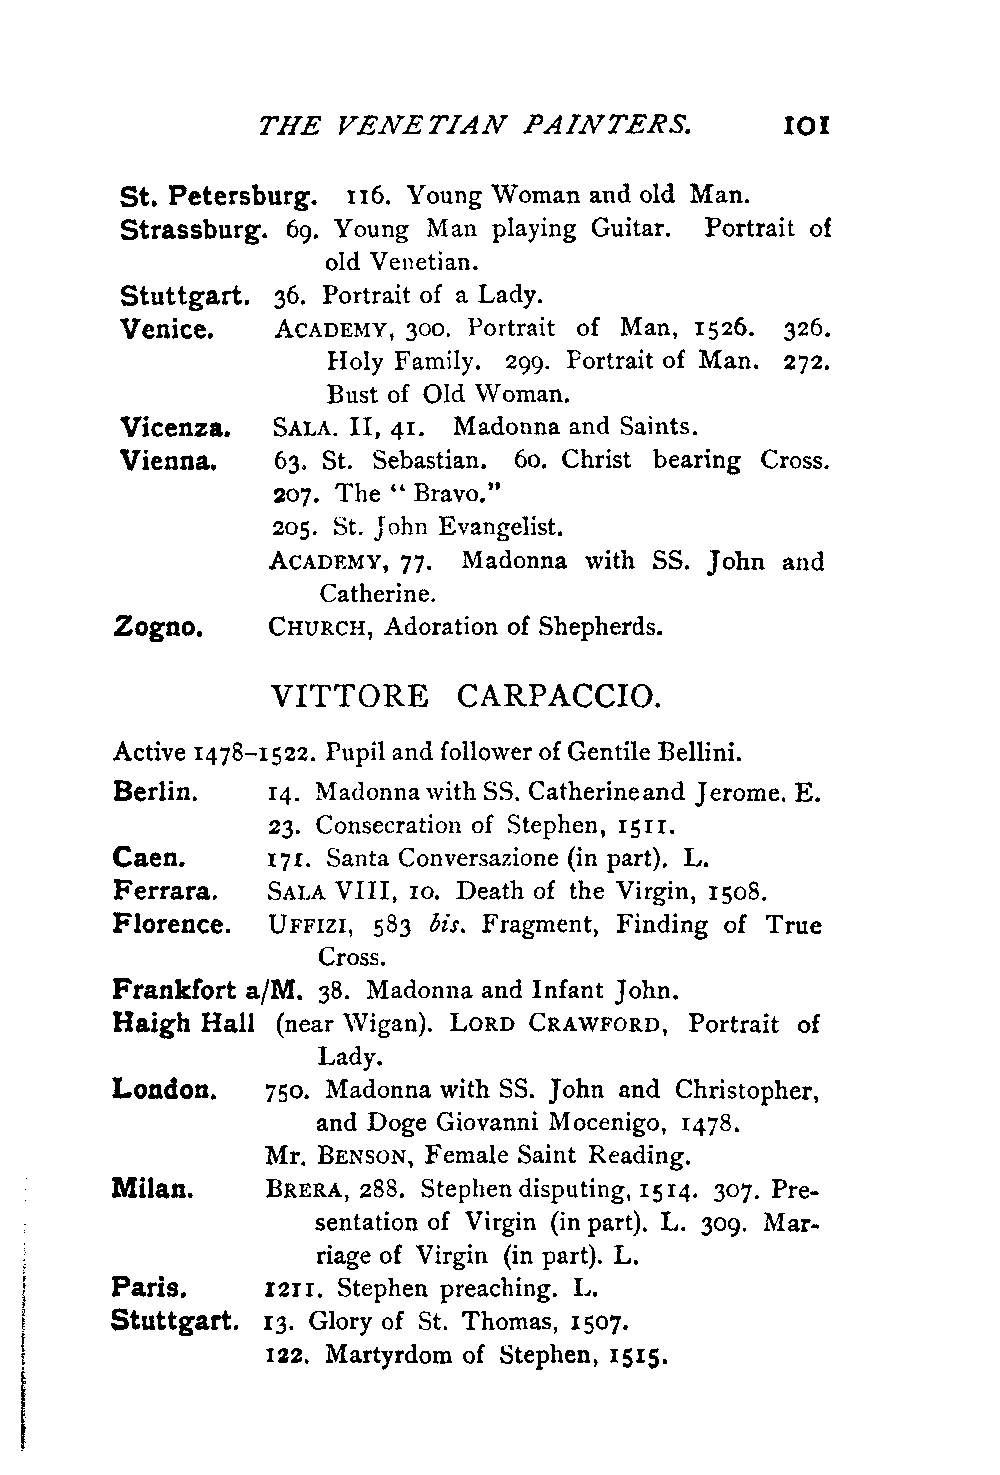 THE VENETIAN PAINTERS. 101
St. Petersburg. 116. Young Woman and old Man.
Strassburg. 69. Young Man playing Guitar. Portrait of
old Venetian.
Stuttgart. 36. Portrait of a Lady.
Venice. ACADEMY, 300. Portrait of Man, 1526. 326.
Holy Family. 299. Portrait of Man. 272.
Bust of Old Woman.
Vicenza. SALA. II, 41. Madonna and Saints.
Vienna. 63. St. Sebastian. 60. Christ bearing Cross.
207. The "Bravo."
205. St. John Evangelist.
ACADEMY, 77. Madonna with SS. John and
Catherine.
Zogno. CHURCH, Adoration of Shepherds.
VITTORE CARPACCIO.
Active 1478–1522. Pupil and follower of Gentile Bellini.
Berlin. 14. Madonna with SS. Catherine and Jerome. E.
23. Consecration of Stephen, 1511.
Caen. 171. Santa Conversazione (in part). L.
Ferrara. SALA VIII, 10. Death of the Virgin, 1508.
Florence. UFFIZI, 583 bis. Fragment, Finding of True
Cross.
Frankfort a/M. 38. Madonna and Infant John.
Haigh Hall (near Wigan). LORD CRAWFORD, Portrait of
Lady.
London. 750. Madonna with SS. John and Christopher,
and Doge Giovanni Mocenigo, 1478.
Mr. BENSON, Female Saint Reading.
Milan. BRERA, 288. Stephen disputing, 1514. 307. Pre-
sentation of Virgin (in part). L. 309. Mar-
riage of Virgin (in part). L.
Paris. 1211. Stephen preaching. L.
Stuttgart. 13. Glory of St. Thomas, 1507.
122. Martyrdom of Stephen, 1515.